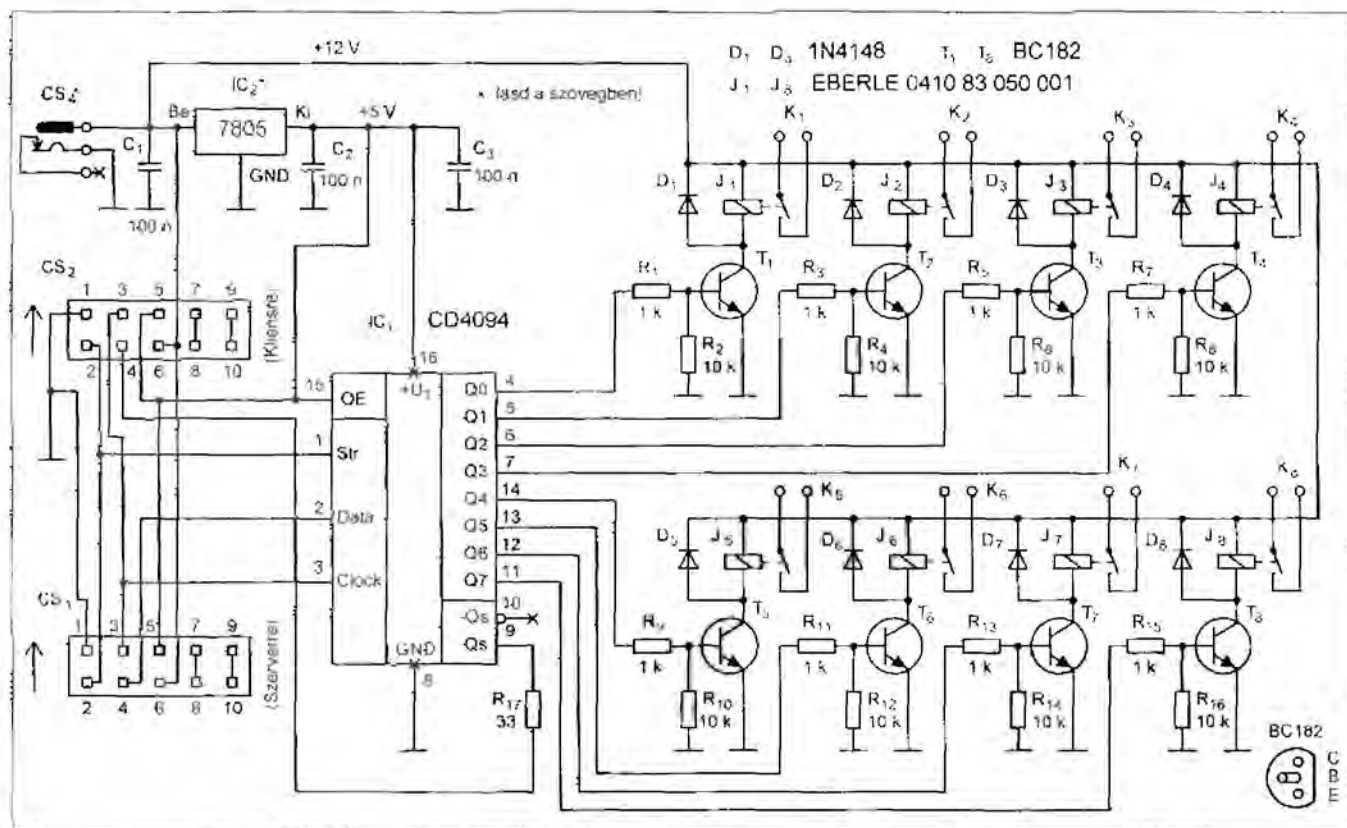 +12 V
D₁ D₃ 1N4148 T₁ T₈ BC182
J₁ J₈ EBERLE 0410 83 050 001
* lásd a szövegben!
CS₄*
IC₂*
Be 7805 Ki +5 V
GND
C₁ 100 n
C₂ 100 n
C₃ 100 n
K₁ K₂ K₃ K₄
D₁ J₁ D₂ J₂ D₃ J₃ D₄ J₄
T₁ T₂ T₃ T₄
R₁ 1 k R₃ 1 k R₅ 1 k R₇ 1 k
R₂ 10 k R₄ 10 k R₆ 10 k R₈ 10 k
CS₂
1 3 5 7 9
2 4 6 8 10
(Kliensre)
IC₁ CD4094
16
+U₁
15 OE
1 Str
2 Data
3 Clock
Q0 4
Q1 5
Q2 6
Q3 7
Q4 14
Q5 13
Q6 12
Q7 11
Qs 10
Qs 9
GND
8
CS₁
1 3 5 7 9
2 4 6 8 10
(Szerverre)
R₁₇ 33
K₅ K₆ K₇ K₈
D₅ J₅ D₆ J₆ D₇ J₇ D₈ J₈
T₅ T₆ T₇ T₈
R₉ 1 k R₁₁ 1 k R₁₃ 1 k R₁₅ 1 k
R₁₀ 10 k R₁₂ 10 k R₁₄ 10 k R₁₆ 10 k
BC182
C
B
E